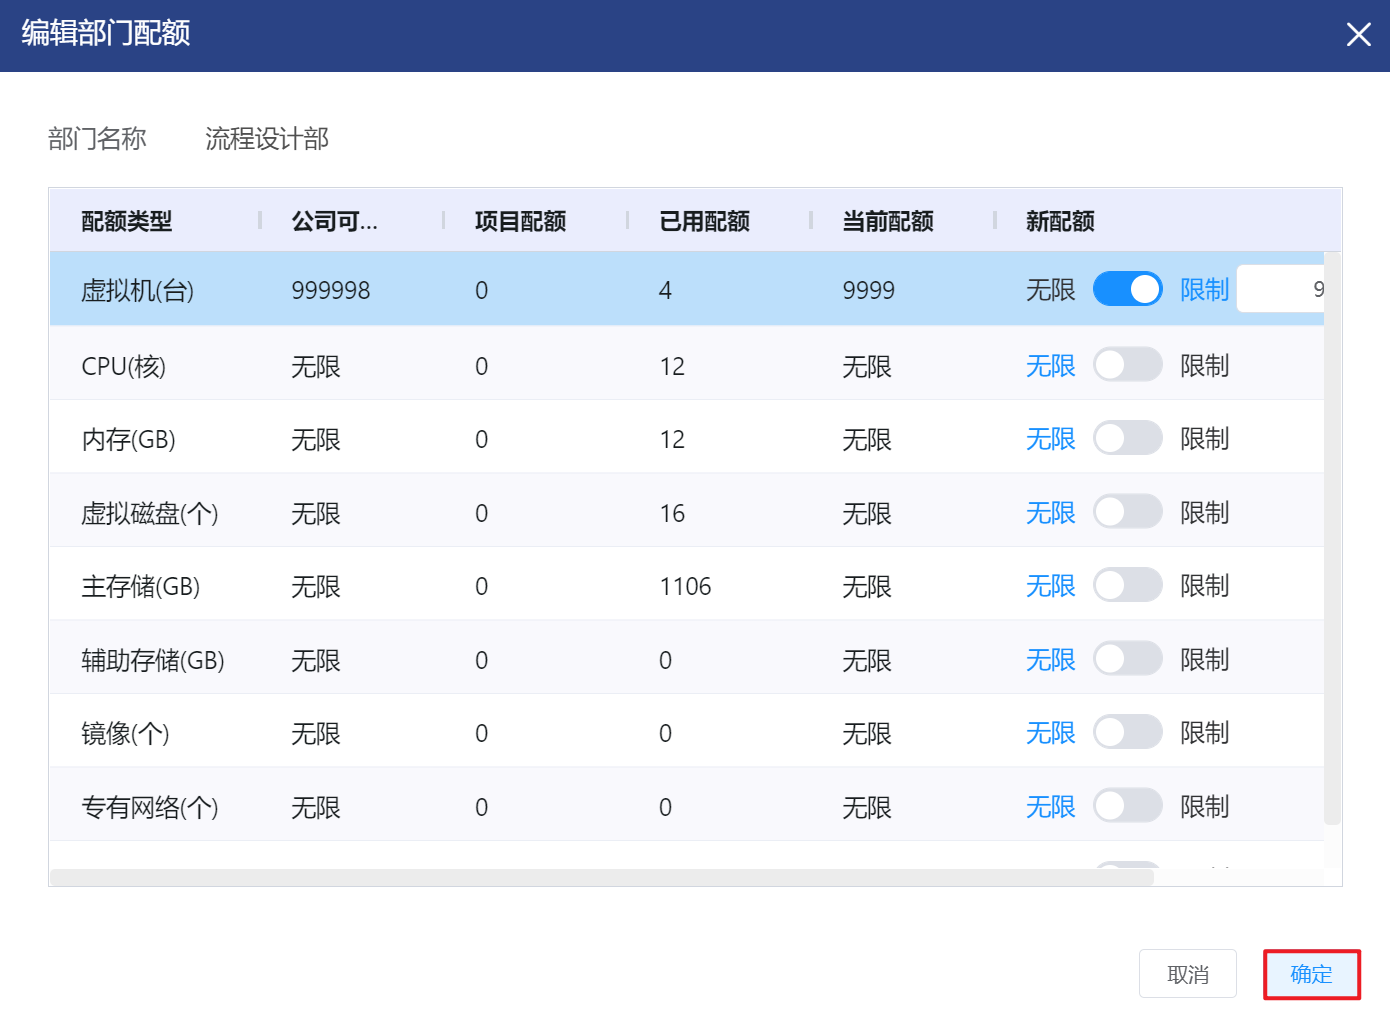 编辑部门配额
部门名称 流程设计部
配额类型 公司可... 项目配额 已用配额 当前配额 新配额
虚拟机(台) 999998 0 4 9999 无限 限制 9
CPU(核) 无限 0 12 无限 无限 限制
内存(GB) 无限 0 12 无限 无限 限制
虚拟磁盘(个) 无限 0 16 无限 无限 限制
主存储(GB) 无限 0 1106 无限 无限 限制
辅助存储(GB) 无限 0 0 无限 无限 限制
镜像(个) 无限 0 0 无限 无限 限制
专有网络(个) 无限 0 0 无限 无限 限制
取消 确定